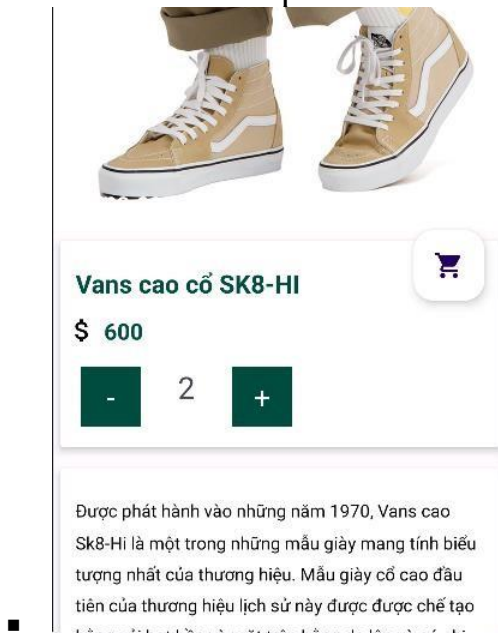 Vans cao cổ SK8-HI
$ 600
- 2 +
Được phát hành vào những năm 1970, Vans cao
Sk8-Hi là một trong những mẫu giày mang tính biểu
tượng nhất của thương hiệu. Mẫu giày cổ cao đầu
tiên của thương hiệu lịch sử này được được chế tạo